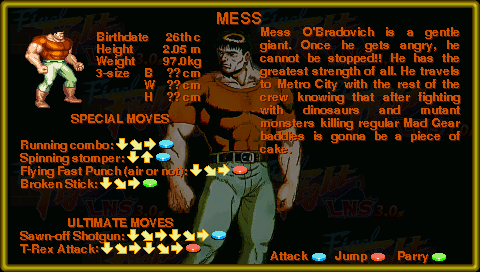 MESS
Birthdate 26th c
Height 2.05 m
Weight 97.0kg
3-size B ?? cm
W ?? cm
H ?? cm
Mess O'Bradovich is a gentle
giant. Once he gets angry, he
cannot be stopped!! He has the
greatest strength of all. He travels
to Metro City with the rest of the
crew knowing that after fighting
with dinosaurs and mutant
monsters killing regular Mad Gear
baddies is gonna be a piece of
cake.
SPECIAL MOVES
Running combo:
Spinning stomper:
Flying Fast Punch (air or not):
Broken Stick:
ULTIMATE MOVES
Sawn-off Shotgun:
T-Rex Attack:
Attack Jump Parry
LNS 3.0